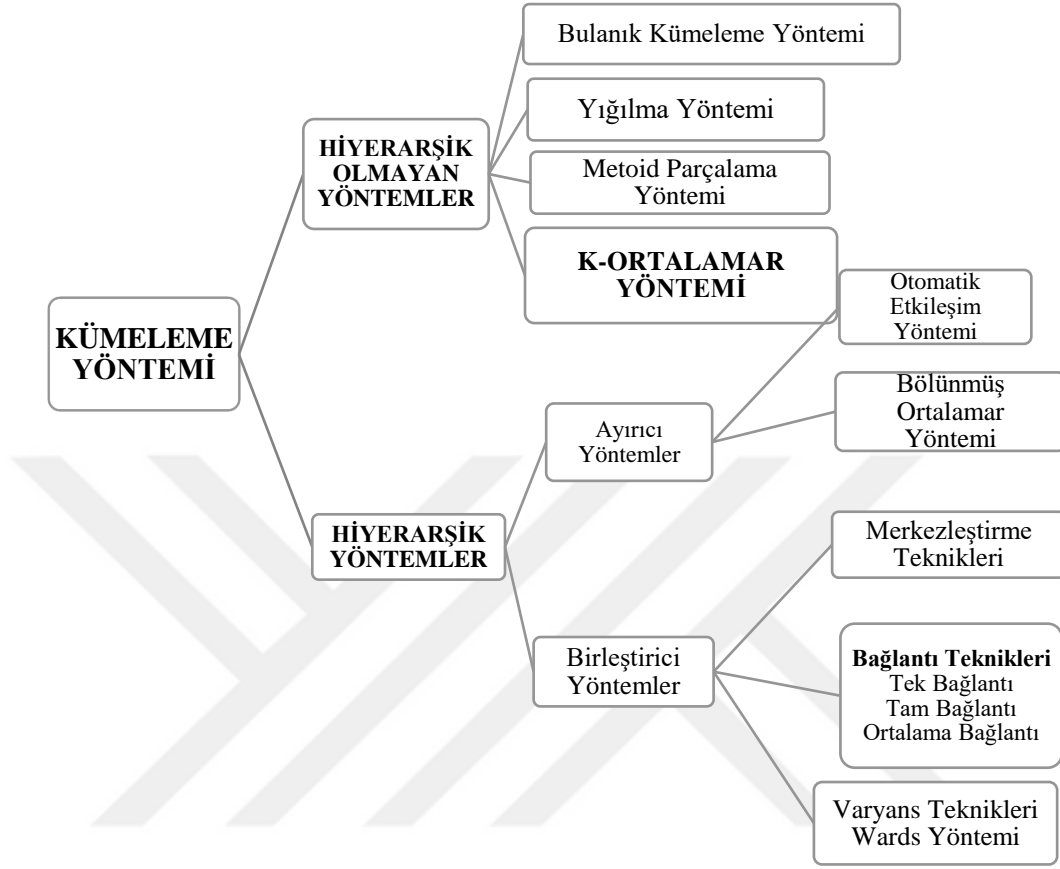 Bulanık Kümeleme Yöntemi
Yığılma Yöntemi
HİYERARŞİK
OLMAYAN
YÖNTEMLER
Metoid Parçalama
Yöntemi
K-ORTALAMAR
YÖNTEMİ
Otomatik
Etkileşim
Yöntemi
KÜMELEME
YÖNTEMİ
Bölünmüş
Ortalamar
Yöntemi
Ayırıcı
Yöntemler
HİYERARŞİK
YÖNTEMLER
Merkezleştirme
Teknikleri
Birleştirici
Yöntemler
Bağlantı Teknikleri
Tek Bağlantı
Tam Bağlantı
Ortalama Bağlantı
Varyans Teknikleri
Wards Yöntemi